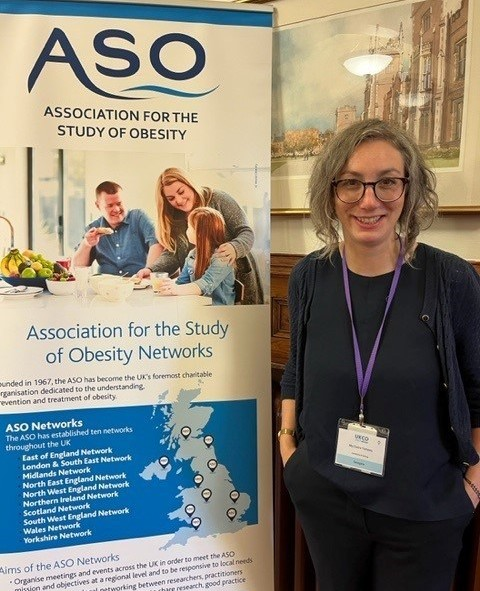 ASO
ASSOCIATION FOR THE
STUDY OF OBESITY
Association for the Study
of Obesity Networks
ounded in 1967, the ASO has become the UK's foremost charitable
organisation dedicated to the understanding,
revention and treatment of obesity.
ASO Networks
The ASO has established ten networks
throughout the UK
East of England Network
London & South East Network
Midlands Network
North East England Network
North West England Network
Northern Ireland Network
Scotland Network
South West England Network
Wales Network
Yorkshire Network
Aims of the ASO Networks
• Organise meetings and events across the UK in order to meet the ASO
mission and objectives at a regional level and to be responsive to local needs
networking between researchers, practitioners
share research, good practice
UKCO